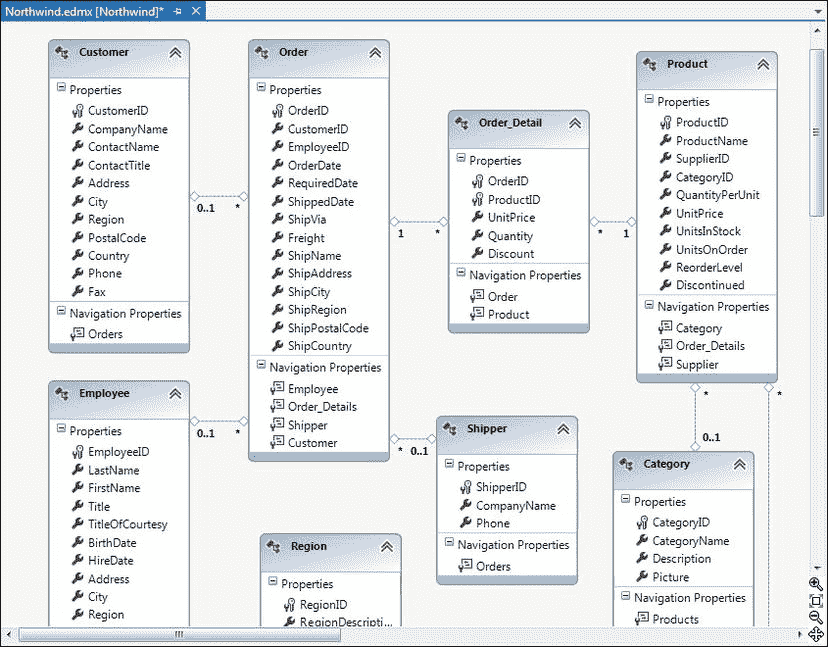 Northwind.edmx [Northwind]*
Customer
Properties
CustomerID
CompanyName
ContactName
ContactTitle
Address
City
Region
PostalCode
Country
Phone
Fax
Navigation Properties
Orders
0..1
*
Order
Properties
OrderID
CustomerID
EmployeeID
OrderDate
RequiredDate
ShippedDate
ShipVia
Freight
ShipName
ShipAddress
ShipCity
ShipRegion
ShipPostalCode
ShipCountry
Navigation Properties
Employee
Order_Details
Shipper
Customer
1
*
Order_Detail
Properties
OrderID
ProductID
UnitPrice
Quantity
Discount
Navigation Properties
Order
Product
*
1
Product
Properties
ProductID
ProductName
SupplierID
CategoryID
QuantityPerUnit
UnitPrice
UnitsInStock
UnitsOnOrder
ReorderLevel
Discontinued
Navigation Properties
Category
Order_Details
Supplier
*
*
0..1
Employee
Properties
EmployeeID
LastName
FirstName
Title
TitleOfCourtesy
BirthDate
HireDate
Address
City
Region
0..1
*
* 0..1
Shipper
Properties
ShipperID
CompanyName
Phone
Navigation Properties
Orders
Region
Properties
RegionID
RegionDescripti...
Category
Properties
CategoryID
CategoryName
Description
Picture
Navigation Properties
Products